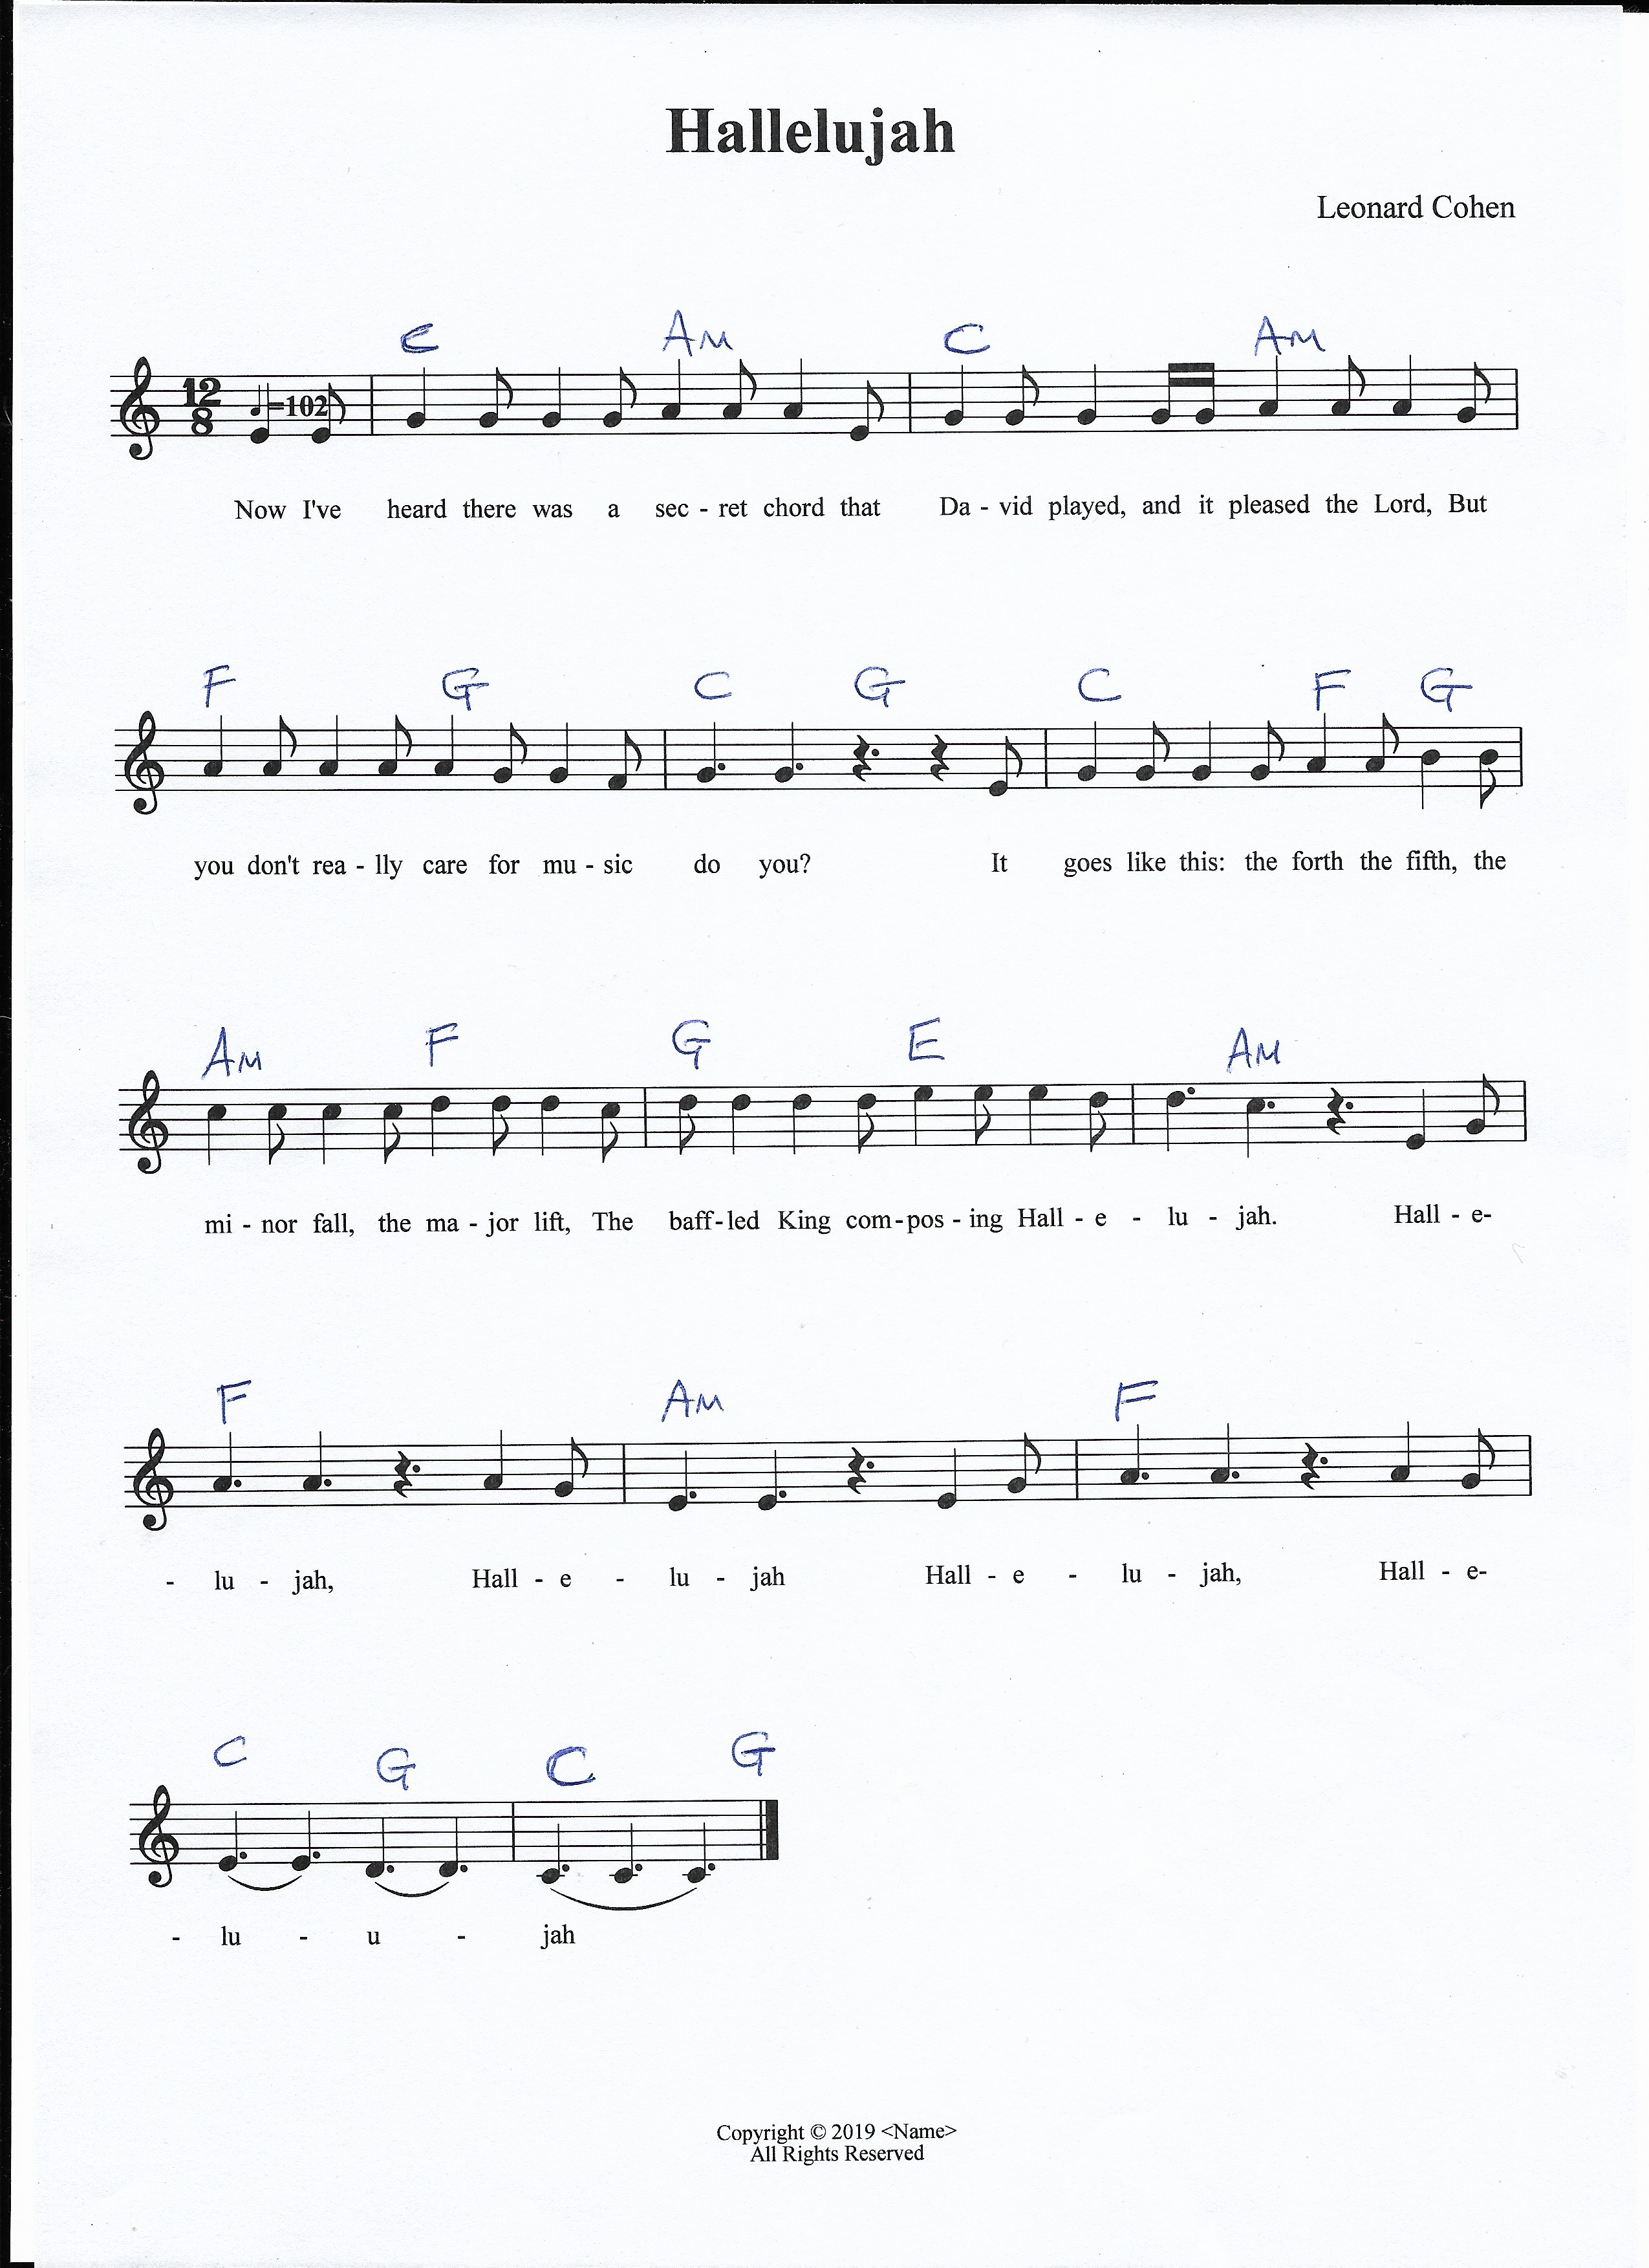 Hallelujah
Leonard Cohen
C Am C Am
12
8
=102
Now I've heard there was a sec - ret chord that Da - vid played, and it pleased the Lord, But
F G C G C F G
you don't rea - lly care for mu - sic do you? It goes like this: the forth the fifth, the
Am F G E Am
mi - nor fall, the ma - jor lift, The baff - led King com - pos - ing Hall - e - lu - jah. Hall - e-
F Am F
- lu - jah, Hall - e - lu - jah Hall - e - lu - jah, Hall - e-
C G C G
- lu - u - jah
Copyright © 2019 <Name>
All Rights Reserved